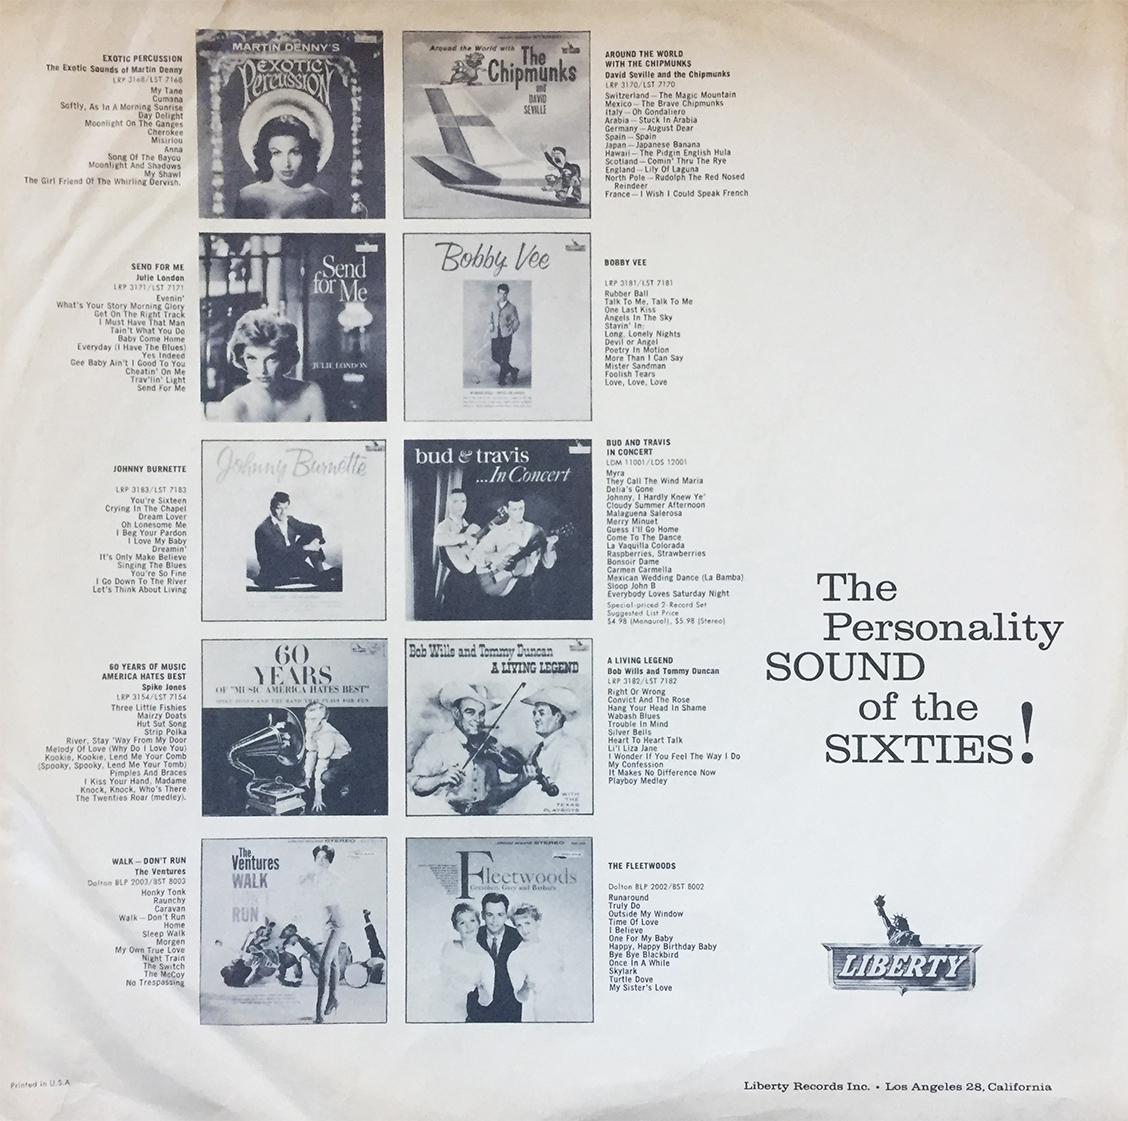 EXOTIC PERCUSSION
The Exotic Sounds of Martin Denny
LRP 3168/LST 7168
My Tane
Cumana
Softly, As In A Morning Sunrise
Day Delight
Moonlight On The Ganges
Cherokee
Misirlou
Anna
Song Of The Bayou
Moonlight And Shadows
My Shawl
The Girl Friend Of The Whirling Dervish.
MARTIN DENNY'S
EXOTIC
Percussion
Around the World with
The
Chipmunks
and
DAVID
SEVILLE
AROUND THE WORLD
WITH THE CHIPMUNKS
David Seville and the Chipmunks
LRP 3170/LST 7170
Switzerland — The Magic Mountain
Mexico — The Brave Chipmunks
Italy — Oh Gondaliero
Arabia — Stuck In Arabia
Germany — August Dear
Spain — Spain
Japan — Japanese Banana
Hawaii — The Pidgin English Hula
Scotland — Comin' Thru The Rye
England — Lily Of Laguna
North Pole — Rudolph The Red Nosed
Reindeer
France — I Wish I Could Speak French
SEND FOR ME
Julie London
LRP 3171/LST 7171
Evenin'
What's Your Story Morning Glory
Get On The Right Track
I Must Have That Man
Tain't What You Do
Baby Come Home
Everyday (I Have The Blues)
Yes Indeed
Gee Baby Ain't I Good To You
Cheatin' On Me
Trav'lin' Light
Send For Me
Send
for Me
JULIE LONDON
Bobby Vee
BOBBY VEE
LRP 3181/LST 7181
Rubber Ball
Talk To Me, Talk To Me
One Last Kiss
Angels In The Sky
Stayin' In.
Long, Lonely Nights
Devil or Angel
Poetry In Motion
More Than I Can Say
Mister Sandman
Foolish Tears
Love, Love, Love
JOHNNY BURNETTE
LRP 3183/LST 7183
You're Sixteen
Crying In The Chapel
Dream Lover
Oh Lonesome Me
I Beg Your Pardon
I Love My Baby
Dreamin'
It's Only Make Believe
Singing The Blues
You're So Fine
I Go Down To The River
Let's Think About Living
Johnny Burnette
bud & travis
...In Concert
BUD AND TRAVIS
IN CONCERT
LDM 11001/LDS 12001
Myra
They Call The Wind Maria
Delia's Gone
Johnny, I Hardly Knew Ye'
Cloudy Summer Afternoon
Malaguena Salerosa
Merry Minuet
Guess I'll Go Home
Come To The Dance
La Vaquilla Colorada
Raspberries, Strawberries
Bonsoir Dame
Carmen Carmella
Mexican Wedding Dance (La Bamba)
Sloop John B
Everybody Loves Saturday Night
Special-priced 2-Record Set
Suggested List Price
$4.98 (Monaural), $5.98 (Stereo)
60 YEARS OF MUSIC
AMERICA HATES BEST
Spike Jones
LRP 3154/LST 7154
Three Little Fishies
Mairzy Doats
Hut Sut Song
Strip Polka
River, Stay 'Way From My Door
Melody Of Love (Why Do I Love You)
Kookie, Kookie, Lend Me Your Comb
(Spooky, Spooky, Lend Me Your Tomb)
Pimples And Braces
I Kiss Your Hand, Madame
Knock, Knock, Who's There
The Twenties Roar (medley).
60
YEARS
OF "MUSIC AMERICA HATES BEST"
SPIKE JONES AND THE BAND THAT PLAYS FOR FUN
Bob Wills and Tommy Duncan
A LIVING LEGEND
WITH
THE
TEXAS
PLAYBOYS
A LIVING LEGEND
Bob Wills and Tommy Duncan
LRP 3182/LST 7182
Right Or Wrong
Convict And The Rose
Hang Your Head In Shame
Wabash Blues
Trouble In Mind
Silver Bells
Heart To Heart Talk
Li'l Liza Jane
I Wonder If You Feel The Way I Do
My Confession
It Makes No Difference Now
Playboy Medley
WALK — DON'T RUN
The Ventures
Dolton BLP 2003/BST 8003
Honky Tonk
Raunchy
Caravan
Walk — Don't Run
Home
Sleep Walk
Morgen
My Own True Love
Night Train
The Switch
The McCoy
No Trespassing
STEREO
The
Ventures
WALK
DON'T
RUN
STEREO
Fleetwoods
Gretchen, Gary and Barbara
THE FLEETWOODS
Dolton BLP 2002/BST 8002
Runaround
Truly Do
Outside My Window
Time Of Love
I Believe
One For My Baby
Happy, Happy Birthday Baby
Bye Bye Blackbird
Once In A While
Skylark
Turtle Dove
My Sister's Love
The
Personality
SOUND
of the
SIXTIES!
LIBERTY
Printed in U.S.A.
Liberty Records Inc. • Los Angeles 28, California